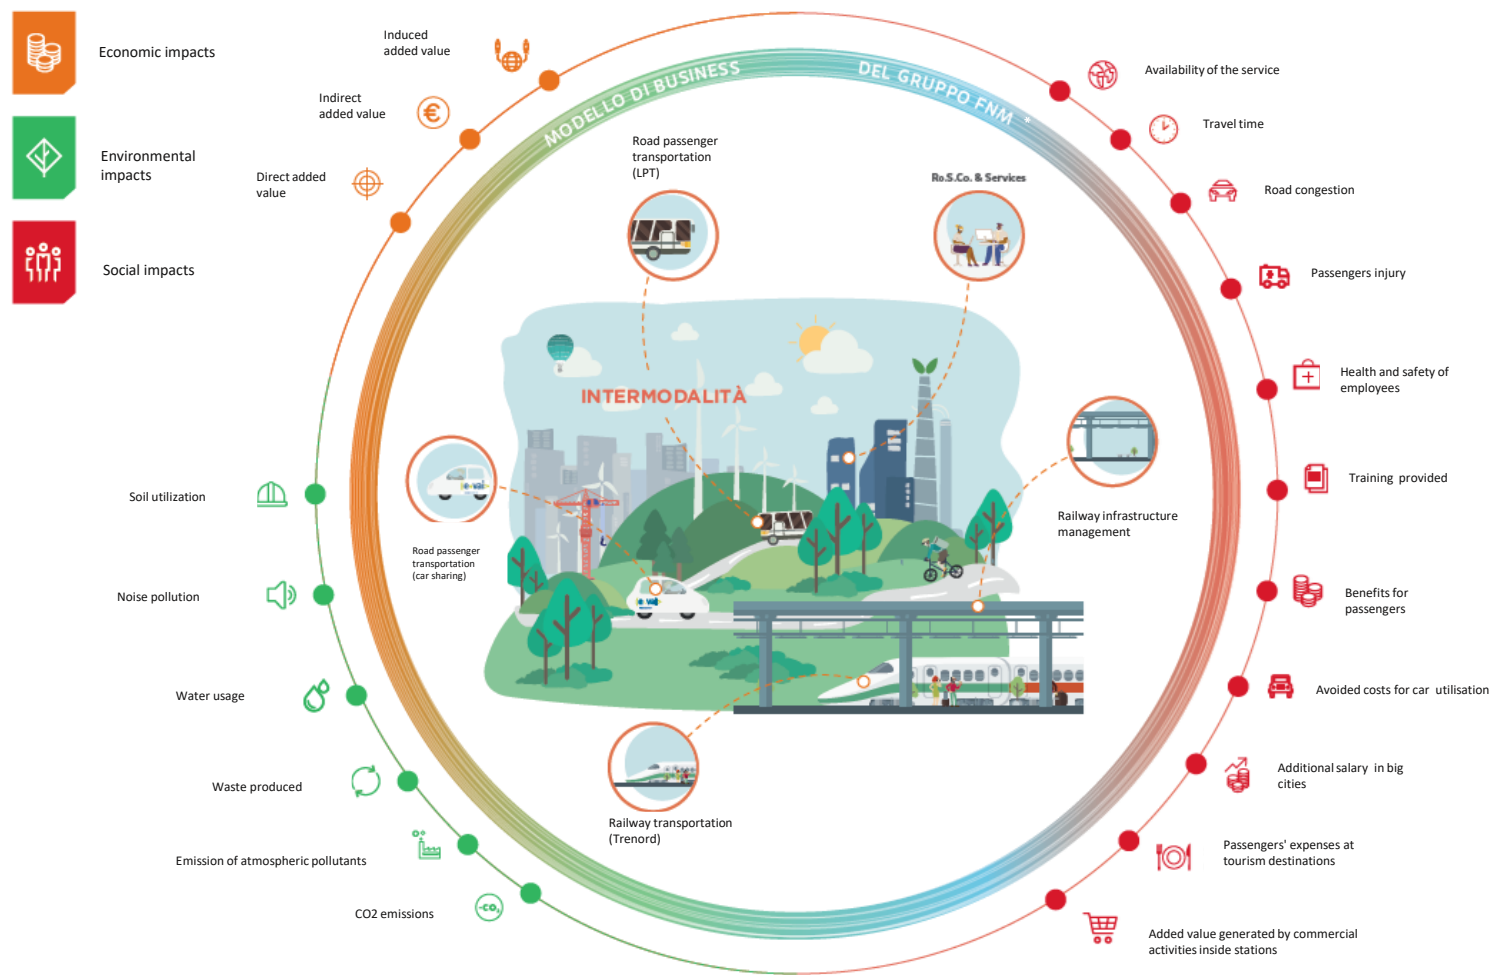 Economic impacts
Environmental
impacts
Social impacts
Induced
added value
Indirect
added value
Direct added
value
Soil utilization
Noise pollution
Water usage
Waste produced
Emission of atmospheric pollutants
CO2 emissions
-CO₂
MODELLO DI BUSINESS DEL GRUPPO FNM *
Road passenger
transportation
(LPT)
Ro.S.Co. & Services
INTERMODALITÀ
e-vai
Road passenger
transportation
(car sharing)
e-vai
Railway infrastructure
management
Railway transportation
(Trenord)
Availability of the service
Travel time
Road congestion
Passengers injury
Health and safety of
employees
Training provided
Benefits for
passengers
Avoided costs for car utilisation
Additional salary in big
cities
Passengers' expenses at
tourism destinations
Added value generated by commercial
activities inside stations